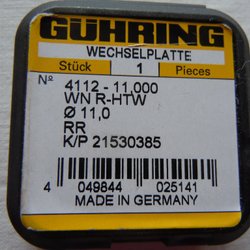 GÜHRING
WECHSELPLATTE
Stück 1 Pieces
Nº 4112 - 11,000
WN R-HTW
Ø 11,0
RR
K/P 21530385
4 049844 025141
MADE IN GERMANY